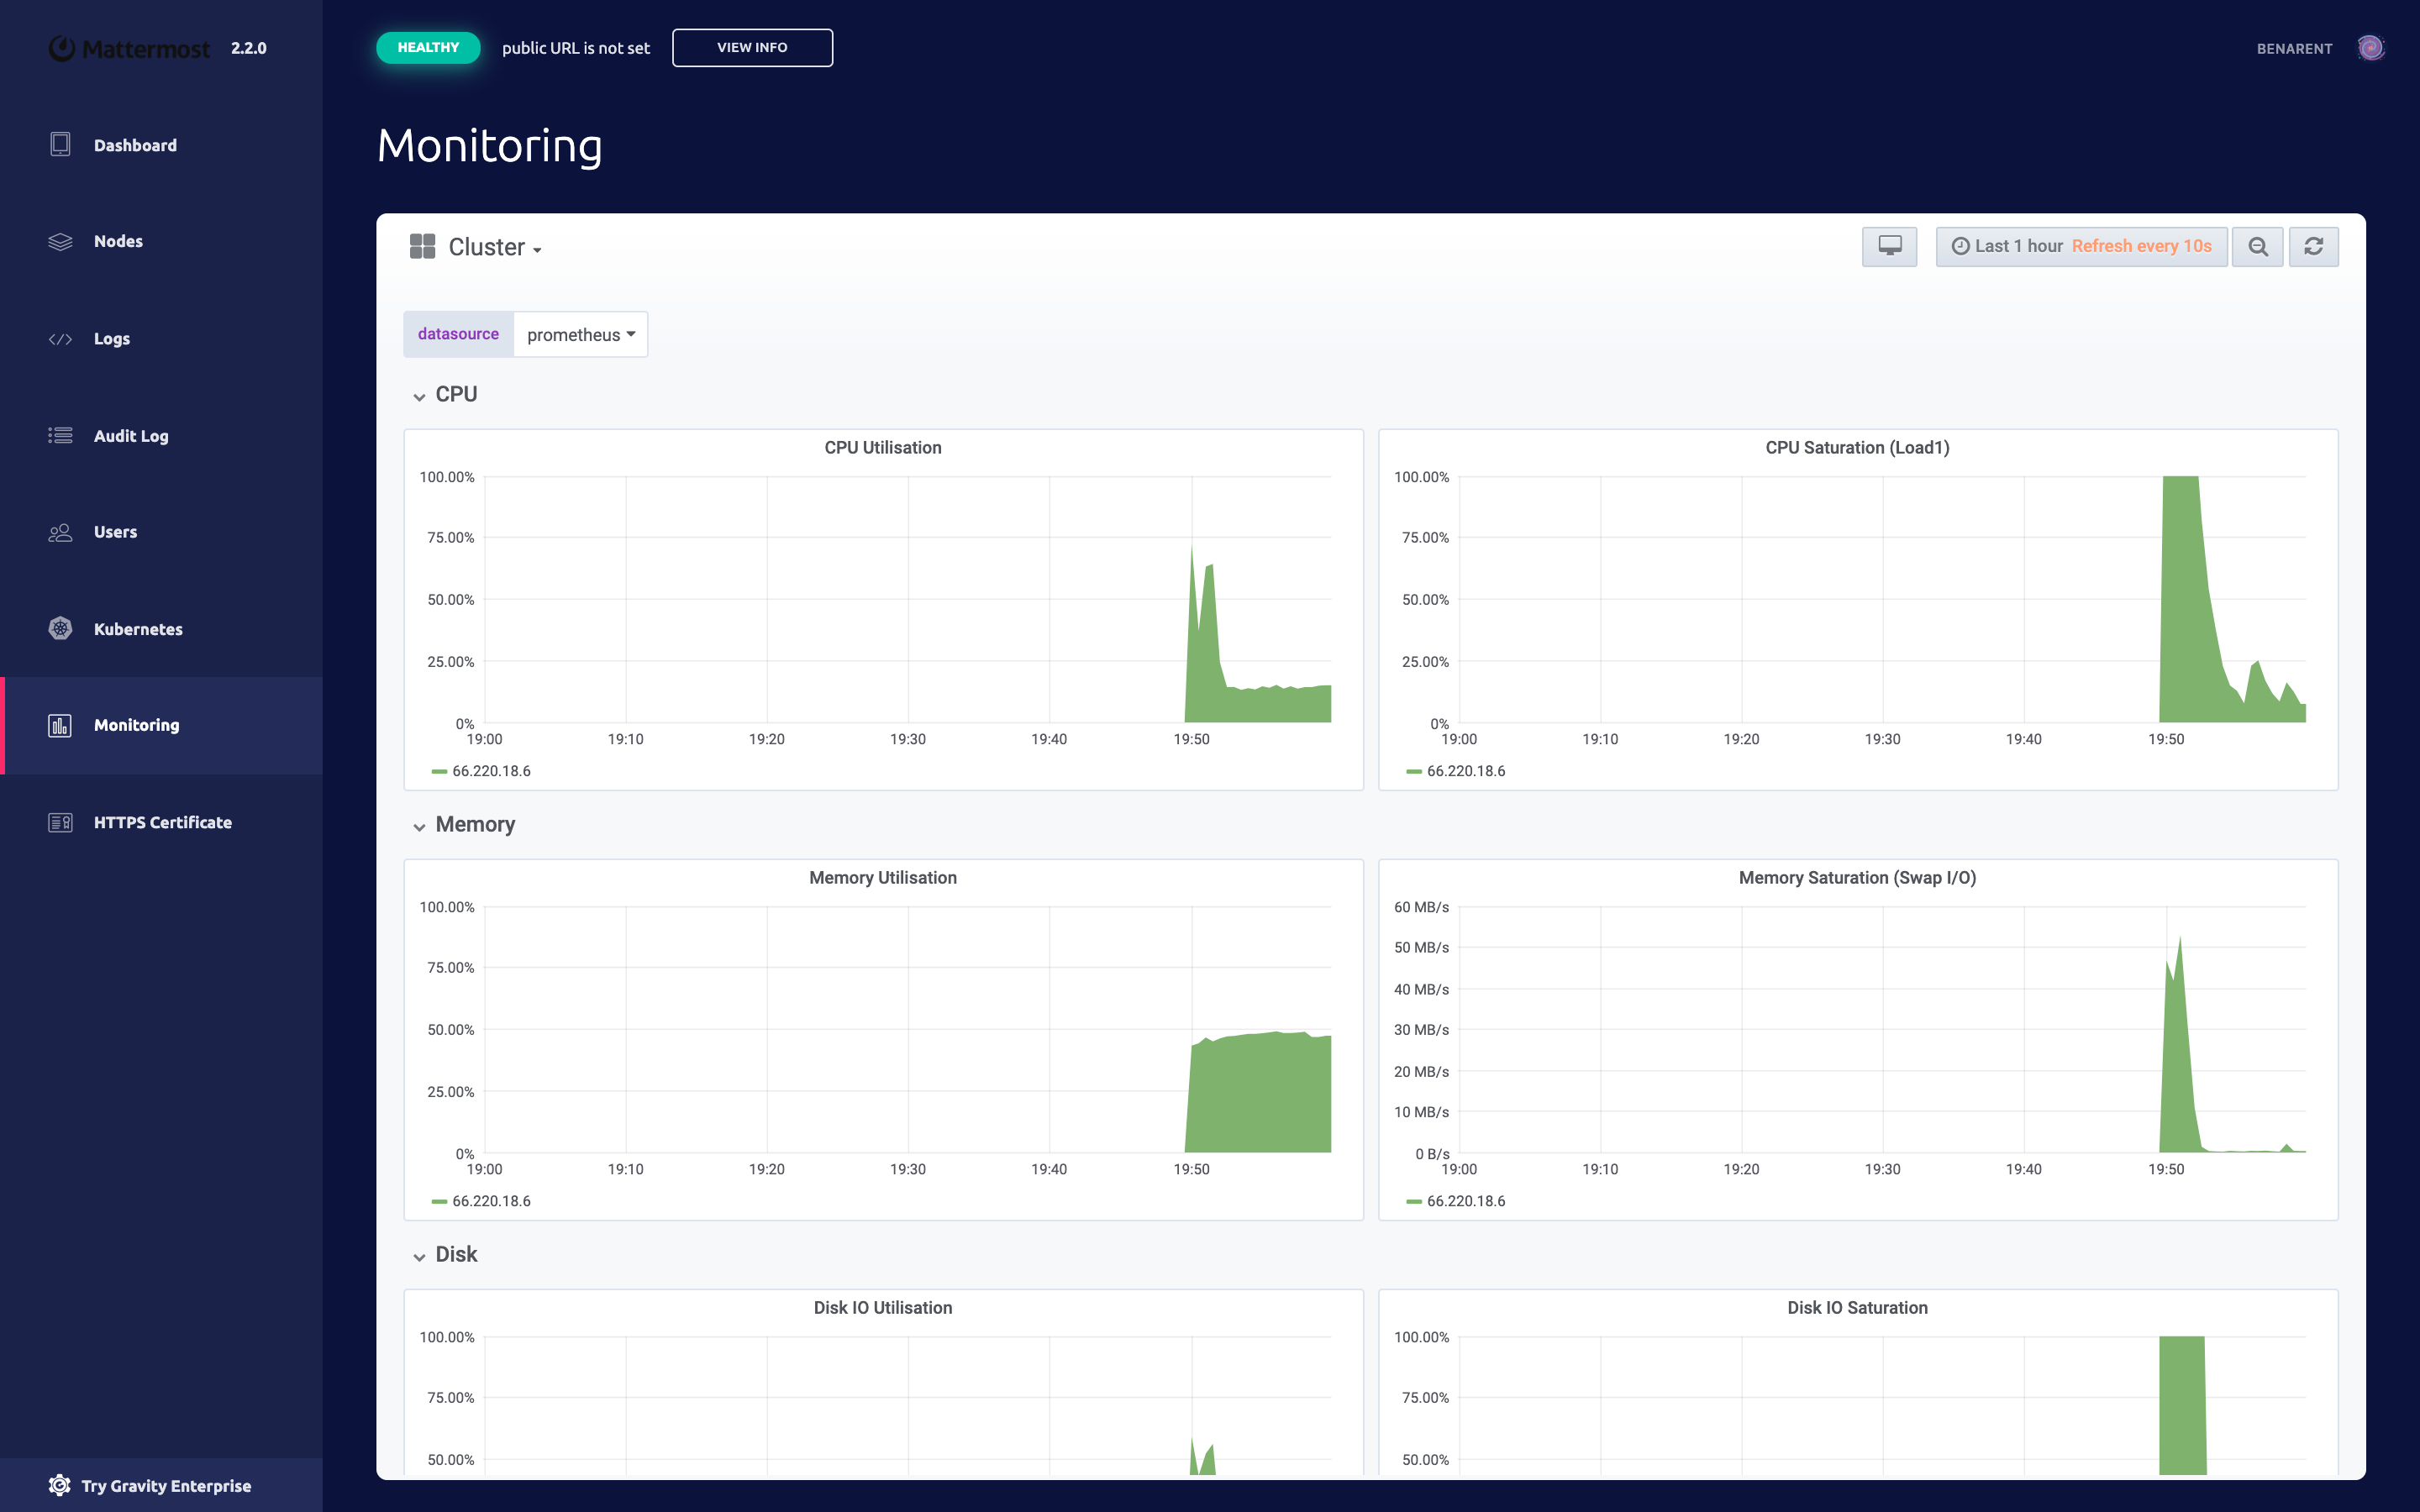 Mattermost 2.2.0
HEALTHY public URL is not set VIEW INFO
BENARENT
Dashboard
Nodes
Logs
Audit Log
Users
Kubernetes
Monitoring
HTTPS Certificate
Try Gravity Enterprise
Monitoring
Cluster
Last 1 hour Refresh every 10s
datasource prometheus
CPU
CPU Utilisation
100.00%
75.00%
50.00%
25.00%
0%
19:00 19:10 19:20 19:30 19:40 19:50
66.220.18.6
CPU Saturation (Load1)
100.00%
75.00%
50.00%
25.00%
0%
19:00 19:10 19:20 19:30 19:40 19:50
66.220.18.6
Memory
Memory Utilisation
100.00%
75.00%
50.00%
25.00%
0%
19:00 19:10 19:20 19:30 19:40 19:50
66.220.18.6
Memory Saturation (Swap I/O)
60 MB/s
50 MB/s
40 MB/s
30 MB/s
20 MB/s
10 MB/s
0 B/s
19:00 19:10 19:20 19:30 19:40 19:50
66.220.18.6
Disk
Disk IO Utilisation
100.00%
75.00%
50.00%
Disk IO Saturation
100.00%
75.00%
50.00%